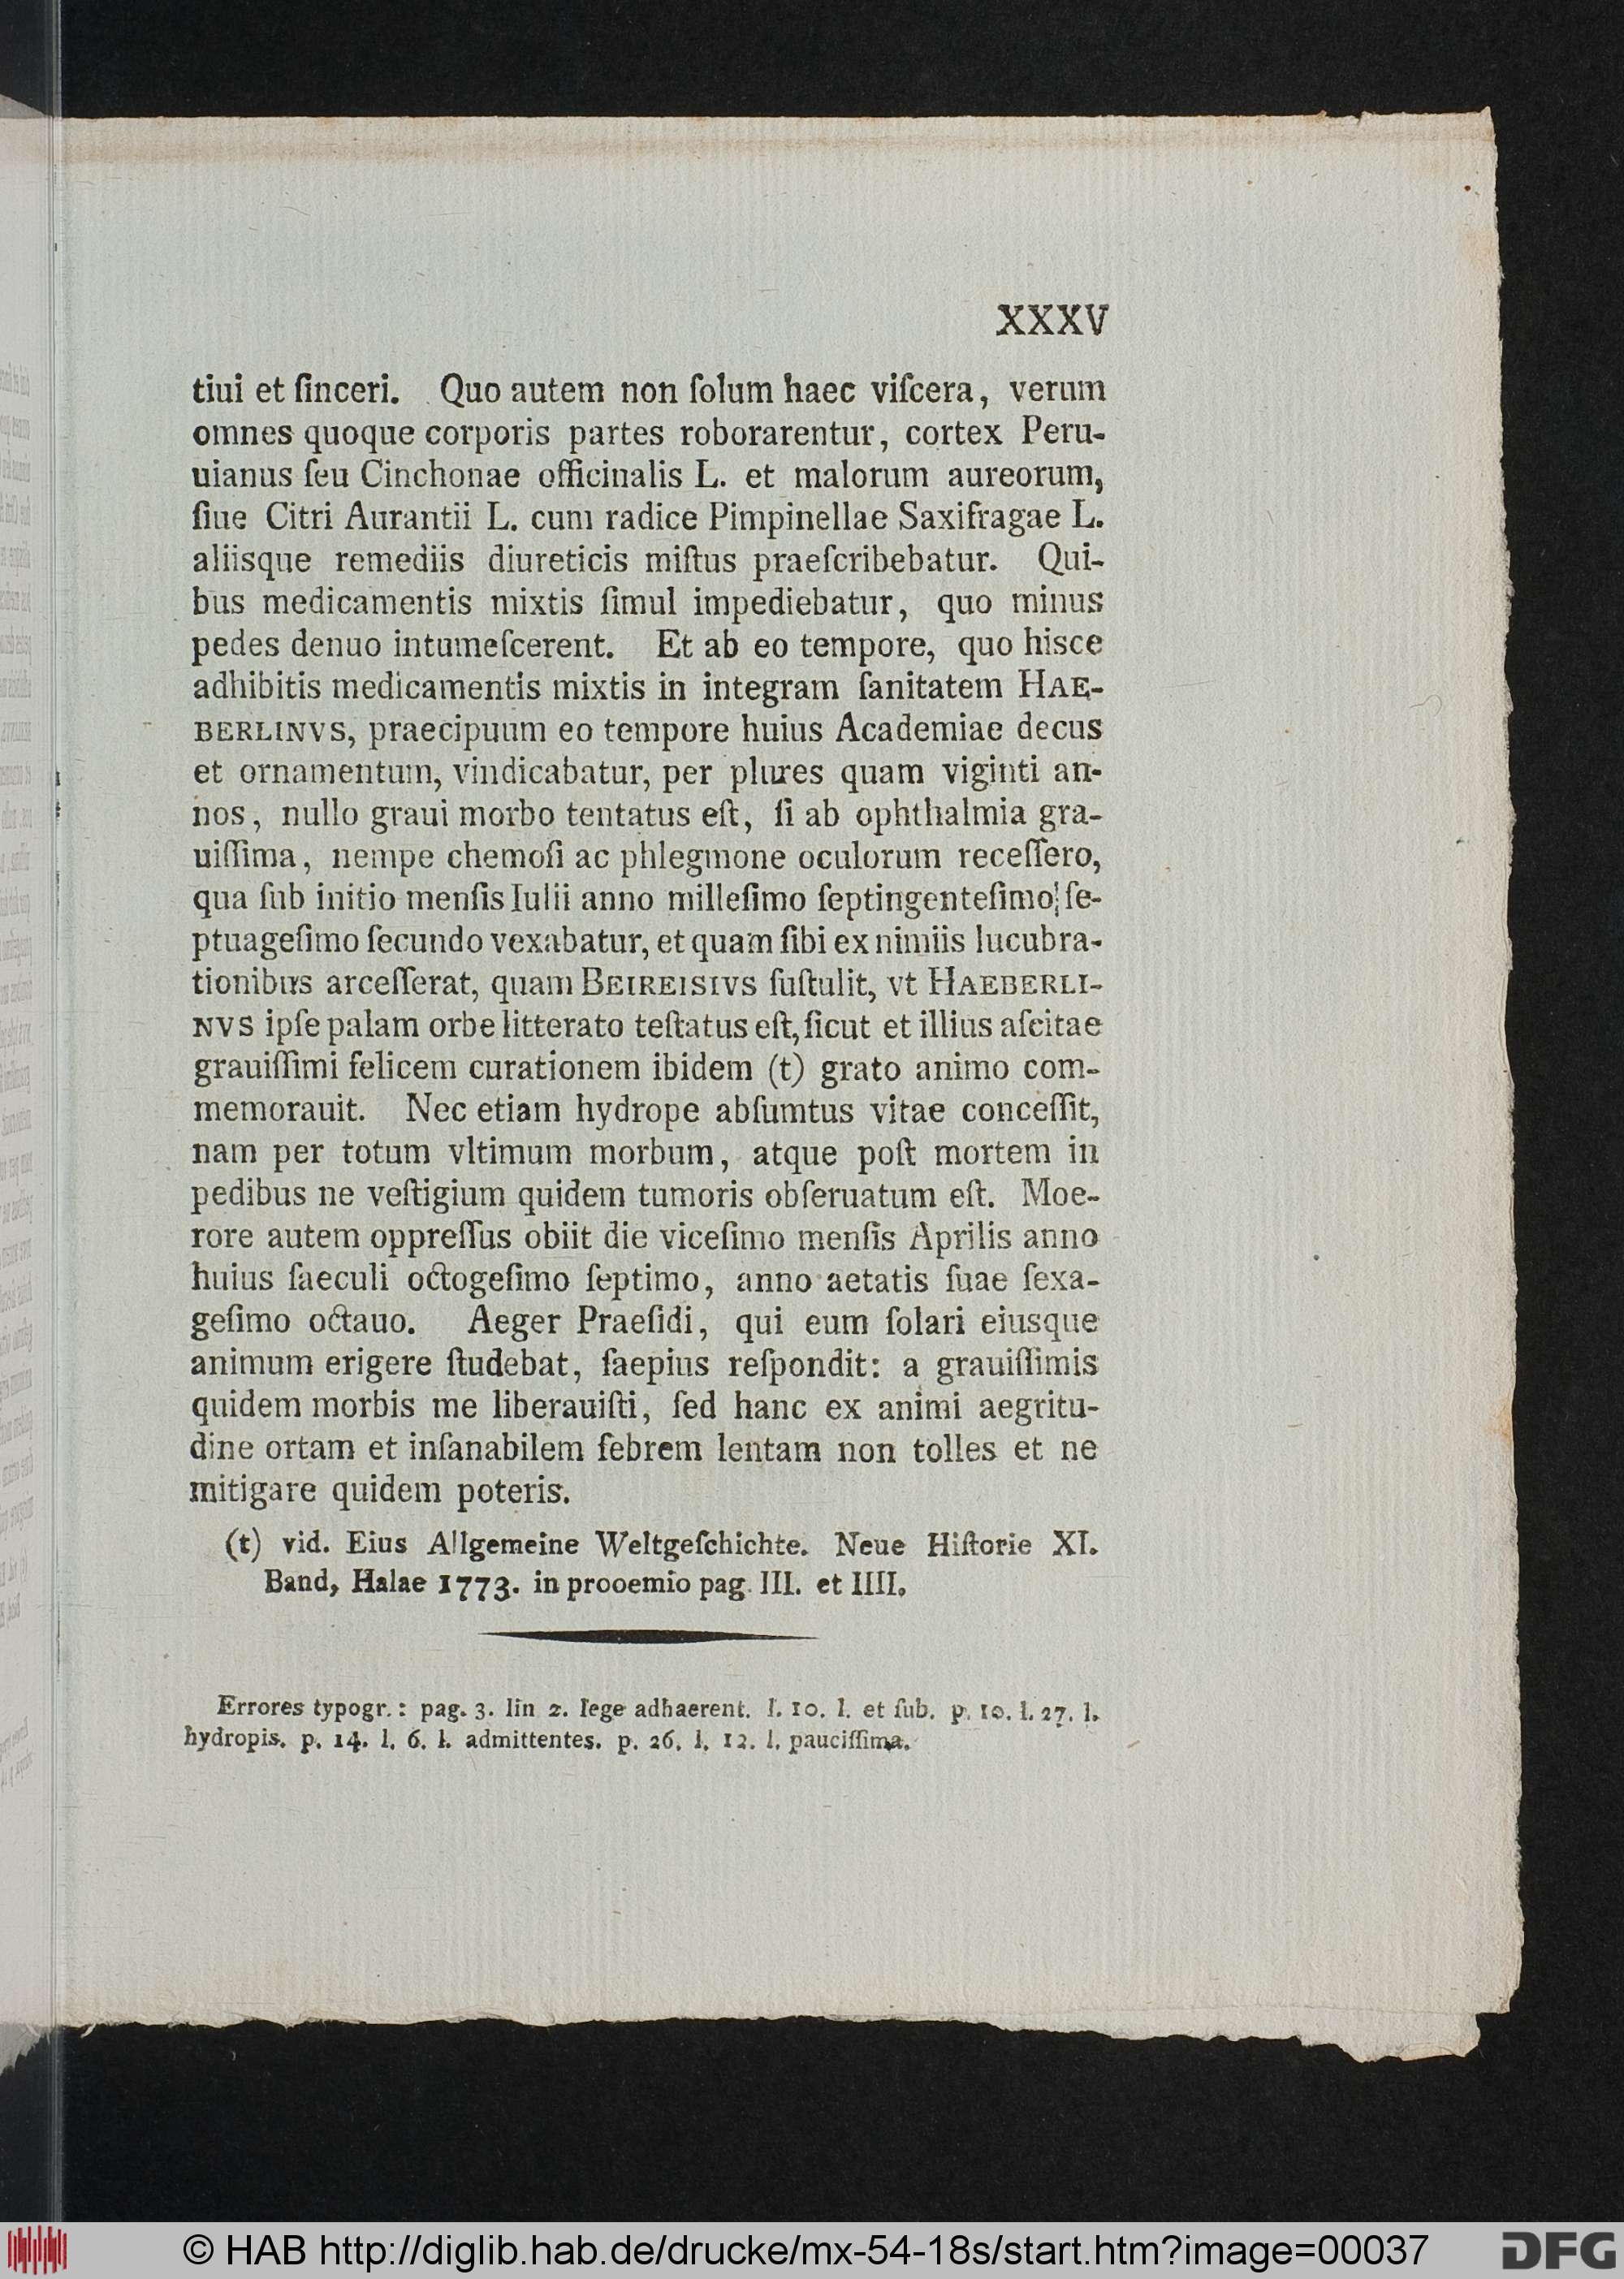 XXXV
tiui et ſinceri. Quo autem non ſolum haec viſcera, verum
omnes quoque corporis partes roborarentur, cortex Peru-
uianus ſeu Cinchonae officinalis L. et malorum aureorum,
ſiue Citri Aurantii L. cum radice Pimpinellae Saxifragae L.
aliisque remediis diureticis miſtus praeſcribebatur. Qui-
bus medicamentis mixtis ſimul impediebatur, quo minus
pedes denuo intumeſcerent. Et ab eo tempore, quo hisce
adhibitis medicamentis mixtis in integram ſanitatem HAE-
BERLINVS, praecipuum eo tempore huius Academiae decus
et ornamentum, vindicabatur, per plures quam viginti an-
nos, nullo graui morbo tentatus eſt, ſi ab ophthalmia gra-
uiſſima, nempe chemoſi ac phlegmone oculorum receſſero,
qua ſub initio menſis Iulii anno milleſimo ſeptingenteſimo ſe-
ptuageſimo ſecundo vexabatur, et quam ſibi ex nimiis lucubra-
tionibus arceſſerat, quam BEIREISIVS ſuſtulit, vt HAEBERLI-
NVS ipſe palam orbe litterato teſtatus eſt, ſicut et illius aſcitae
grauiſſimi felicem curationem ibidem (t) grato animo com-
memorauit. Nec etiam hydrope abſumtus vitae conceſſit,
nam per totum vltimum morbum, atque poſt mortem in
pedibus ne veſtigium quidem tumoris obſeruatum eſt. Moe-
rore autem oppreſſus obiit die viceſimo menſis Aprilis anno
huius ſaeculi octogeſimo ſeptimo, anno aetatis ſuae ſexa-
geſimo octauo. Aeger Praeſidi, qui eum ſolari eiusque
animum erigere ſtudebat, ſaepius reſpondit: a grauiſſimis
quidem morbis me liberauiſti, ſed hanc ex animi aegritu-
dine ortam et inſanabilem febrem lentam non tolles et ne
mitigare quidem poteris.
(t) vid. Eius Allgemeine Weltgeſchichte. Neue Hiſtorie XI.
Band, Halae 1773. in prooemio pag. III. et IIII.
Errores typogr.: pag. 3. lin 2. lege adhaerent. l. 10. l. et ſub. p. 10. l. 27. l.
hydropis. p. 14. l. 6. l. admittentes. p. 26. l. 12. l. pauciſſima.
© HAB http://diglib.hab.de/drucke/mx-54-18s/start.htm?image=00037
DFG